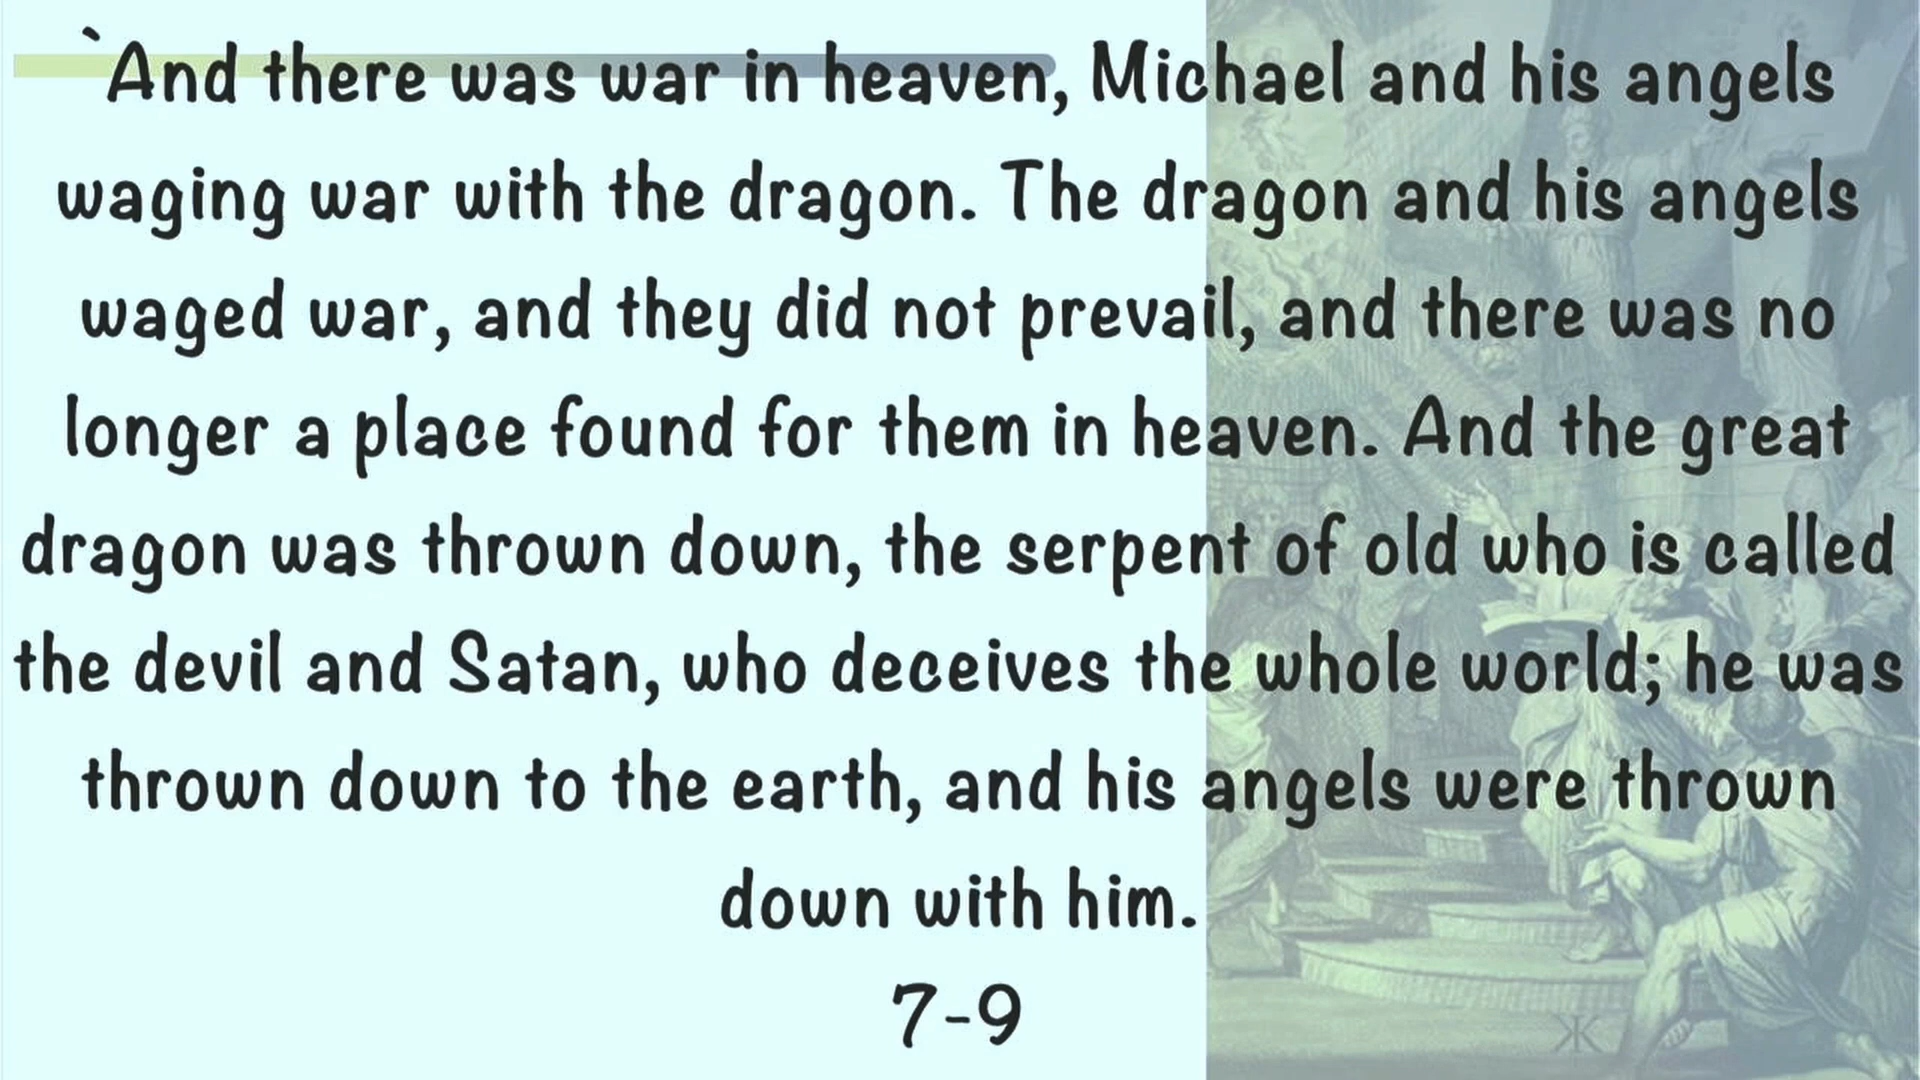 `And there was war in heaven, Michael and his angels
waging war with the dragon. The dragon and his angels
waged war, and they did not prevail, and there was no
longer a place found for them in heaven. And the great
dragon was thrown down, the serpent of old who is called
the devil and Satan, who deceives the whole world; he was
thrown down to the earth, and his angels were thrown
down with him.
7-9